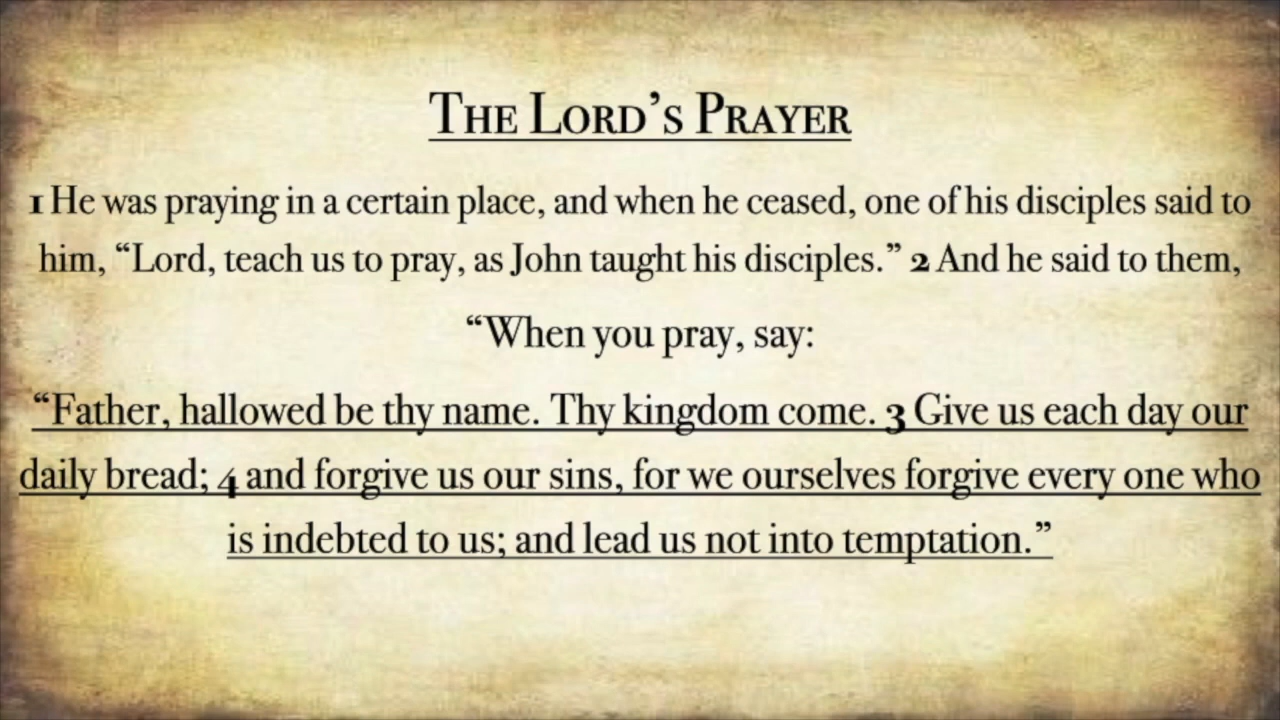 The Lord’s Prayer
1 He was praying in a certain place, and when he ceased, one of his disciples said to
him, “Lord, teach us to pray, as John taught his disciples.” 2 And he said to them,
“When you pray, say:
“Father, hallowed be thy name. Thy kingdom come. 3 Give us each day our
daily bread; 4 and forgive us our sins, for we ourselves forgive every one who
is indebted to us; and lead us not into temptation.”